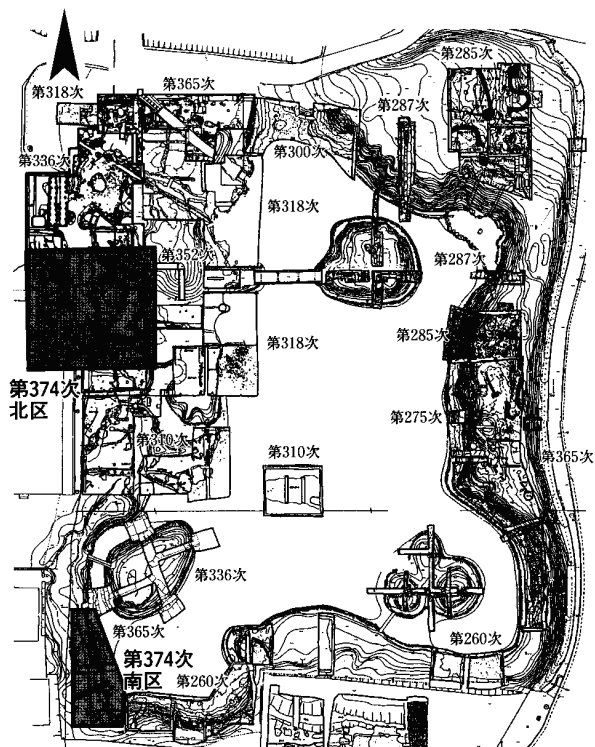 第285次
第365次
第318次
第287次
第300次
第336次
第318次
第352次
第287次
第285次
第318次
第374次
北区
第275次
第310次
第310次
第365次
第336次
第365次
第260次
第374次
南区
第260次